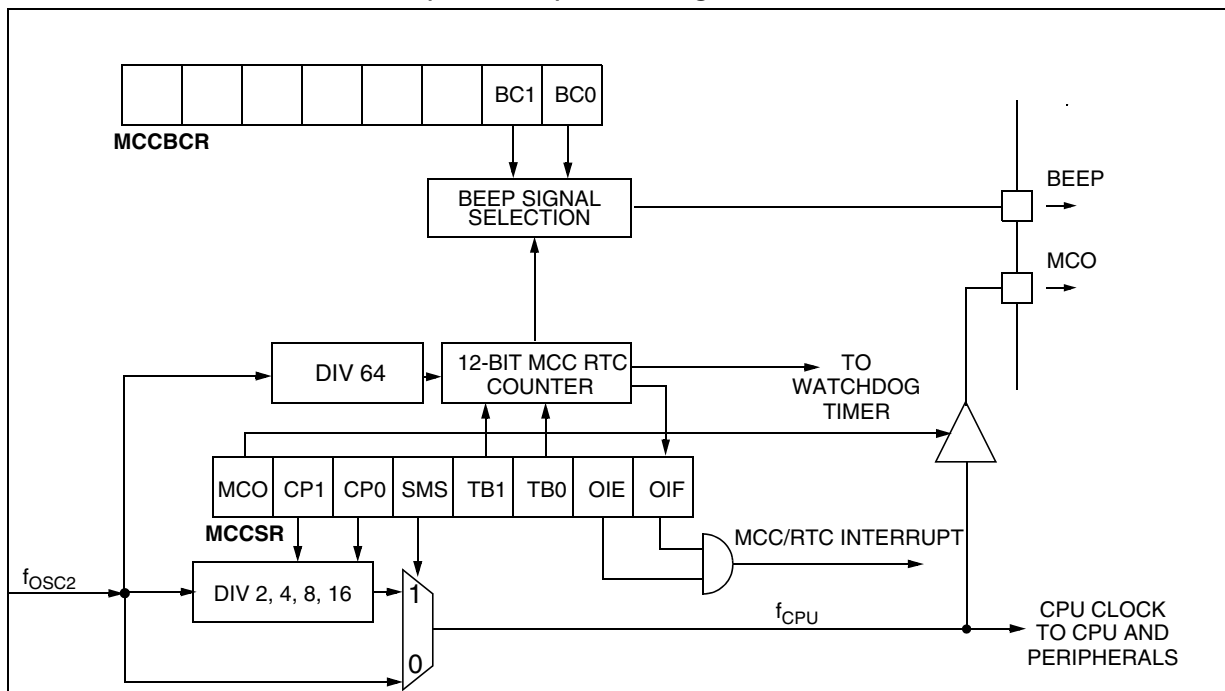 BC1 BC0
MCCBCR
BEEP SIGNAL
SELECTION
BEEP
MCO
DIV 64
12-BIT MCC RTC
COUNTER
TO
WATCHDOG
TIMER
MCO CP1 CP0 SMS TB1 TB0 OIE OIF
MCCSR
MCC/RTC INTERRUPT
fOSC2
DIV 2, 4, 8, 16
1
0
fCPU
CPU CLOCK
TO CPU AND
PERIPHERALS